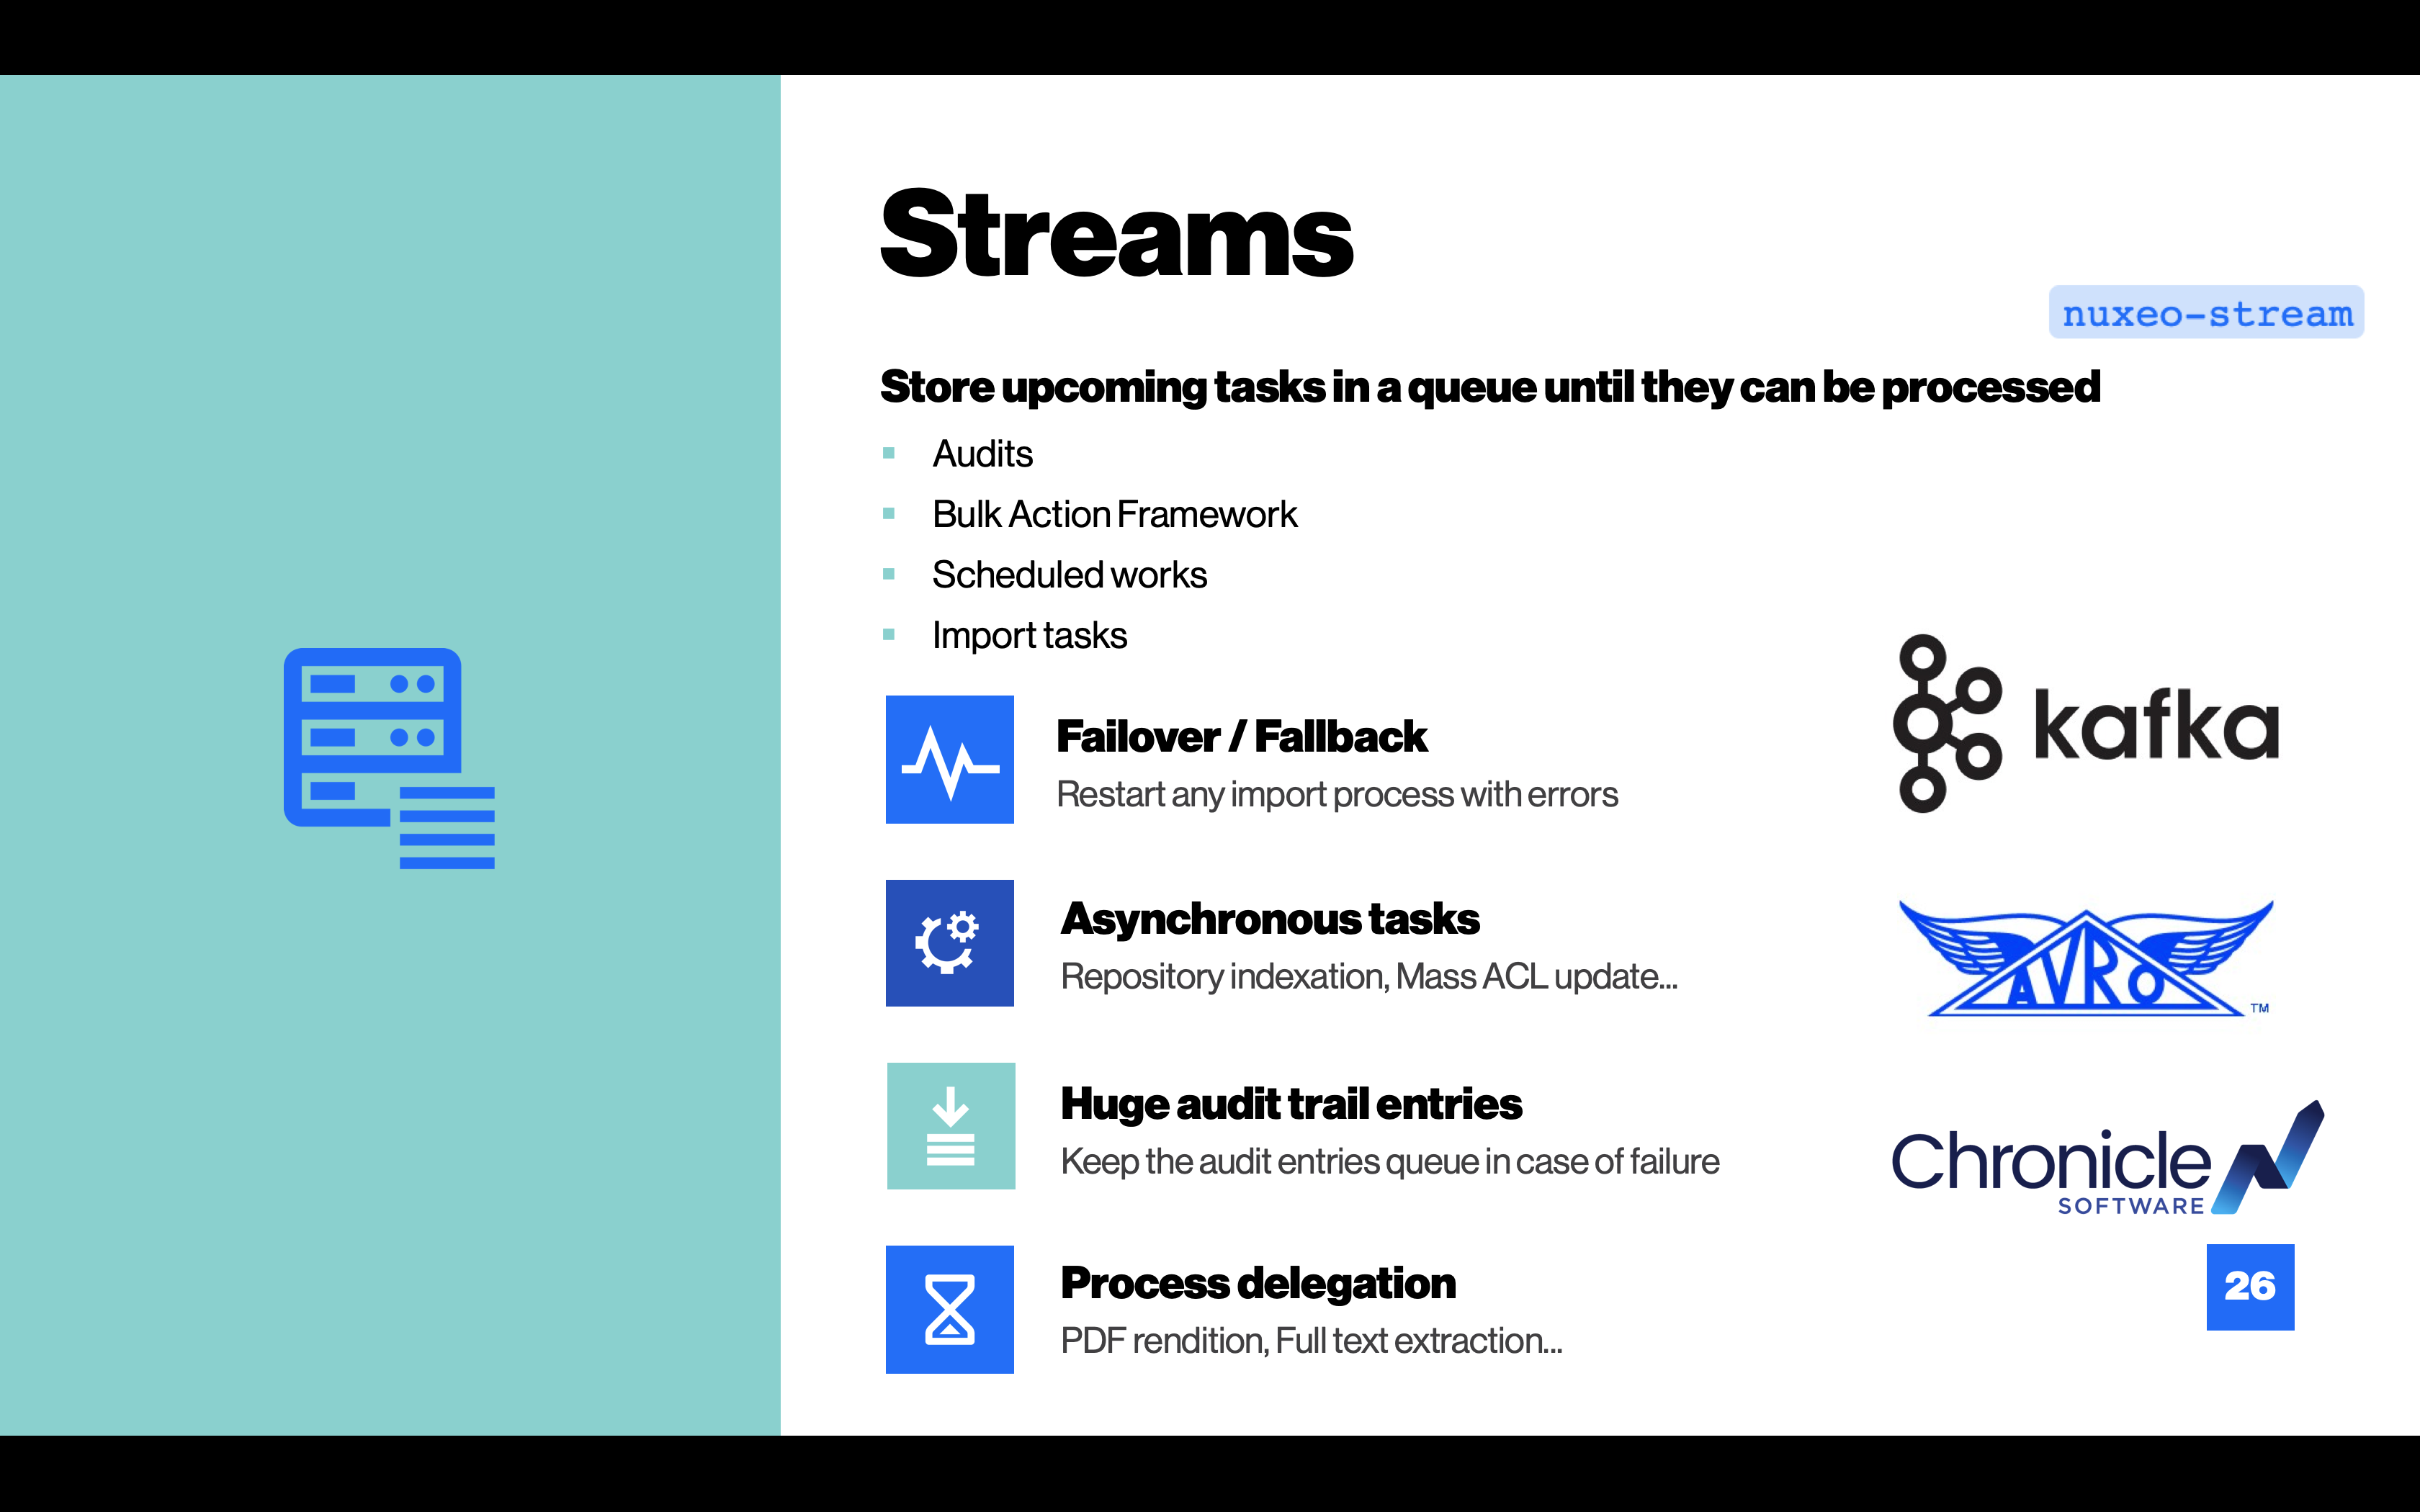 Streams
nuxeo-stream
Store upcoming tasks in a queue until they can be processed
Audits
Bulk Action Framework
Scheduled works
Import tasks
Failover / Fallback
Restart any import process with errors
kafka
Asynchronous tasks
Repository indexation, Mass ACL update...
AVRO
TM
Huge audit trail entries
Keep the audit entries queue in case of failure
Chronicle
SOFTWARE
Process delegation
PDF rendition, Full text extraction...
26